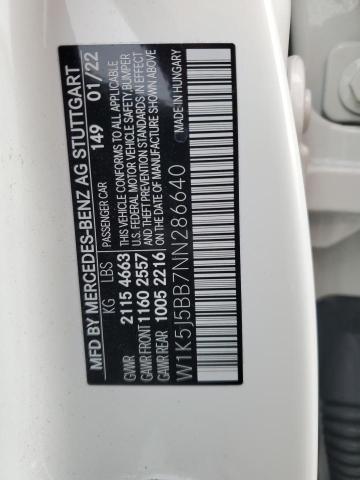 MFD BY MERCEDES-BENZ AG STUTTGART
PASSENGER CAR 149 01/22
KG LBS
GVWR 2115 4663
GAWR FRONT 1160 2557
GAWR REAR 1005 2216
THIS VEHICLE CONFORMS TO ALL APPLICABLE
U.S. FEDERAL MOTOR VEHICLE SAFETY, BUMPER
AND THEFT PREVENTION STANDARDS IN EFFECT
ON THE DATE OF MANUFACTURE SHOWN ABOVE
MADE IN HUNGARY
W1K5J5BB7NN286640